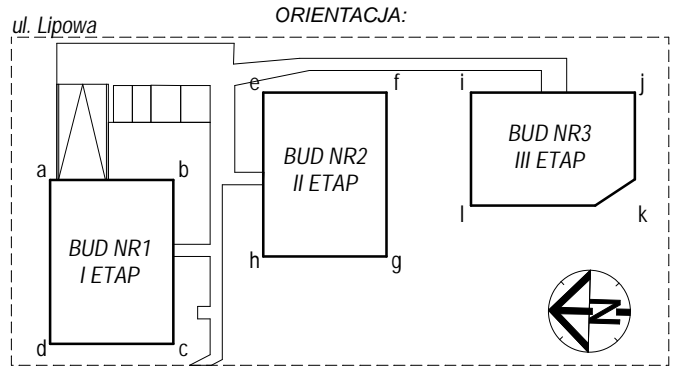 ORIENTACJA:
ul. Lipowa
e
f
i
j
a
b
BUD NR1
I ETAP
d
c
BUD NR2
II ETAP
h
g
BUD NR3
III ETAP
l
k
N